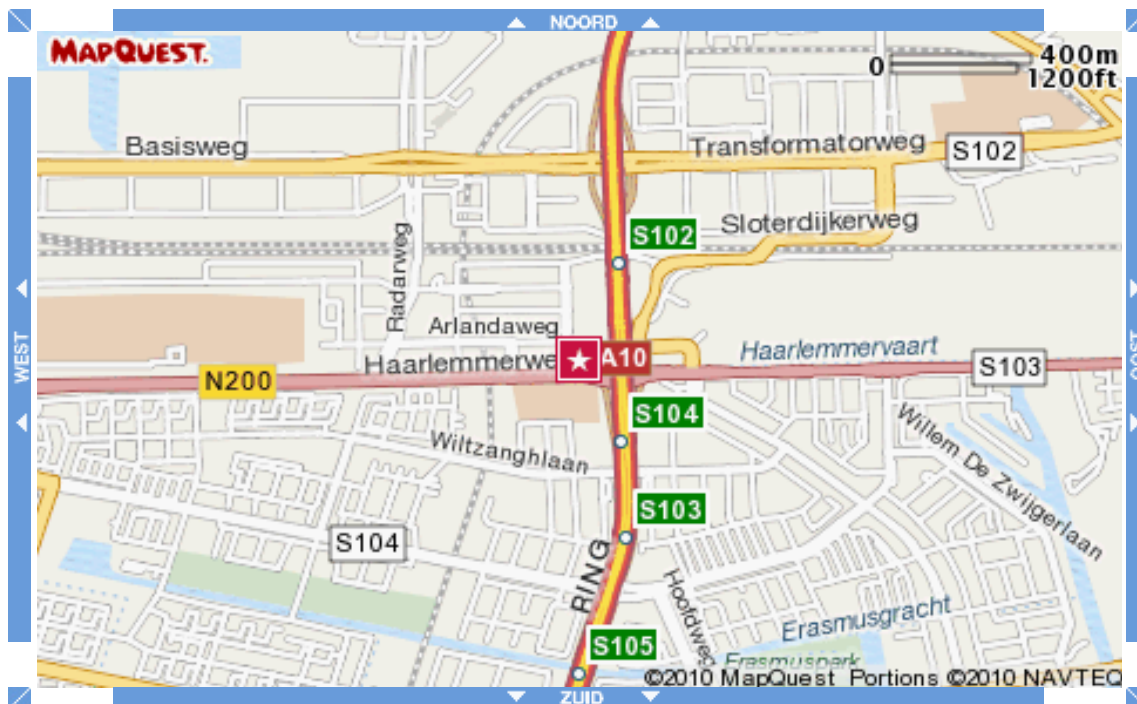 NOORD
MAPQUEST.
400m
0
1200ft
Basisweg
Transformatorweg
S102
Sloterdijkerweg
S102
Radarweg
Arlandaweg
Haarlemmerwe
A10
Haarlemmervaart
S103
N200
WEST
OOST
S104
Wiltzanghlaan
Willem De Zwijgerlaan
S103
S104
RING
Hoofdweg
Erasmusgracht
S105
Erasmuspark
©2010 MapQuest Portions ©2010 NAVTEQ
ZUID